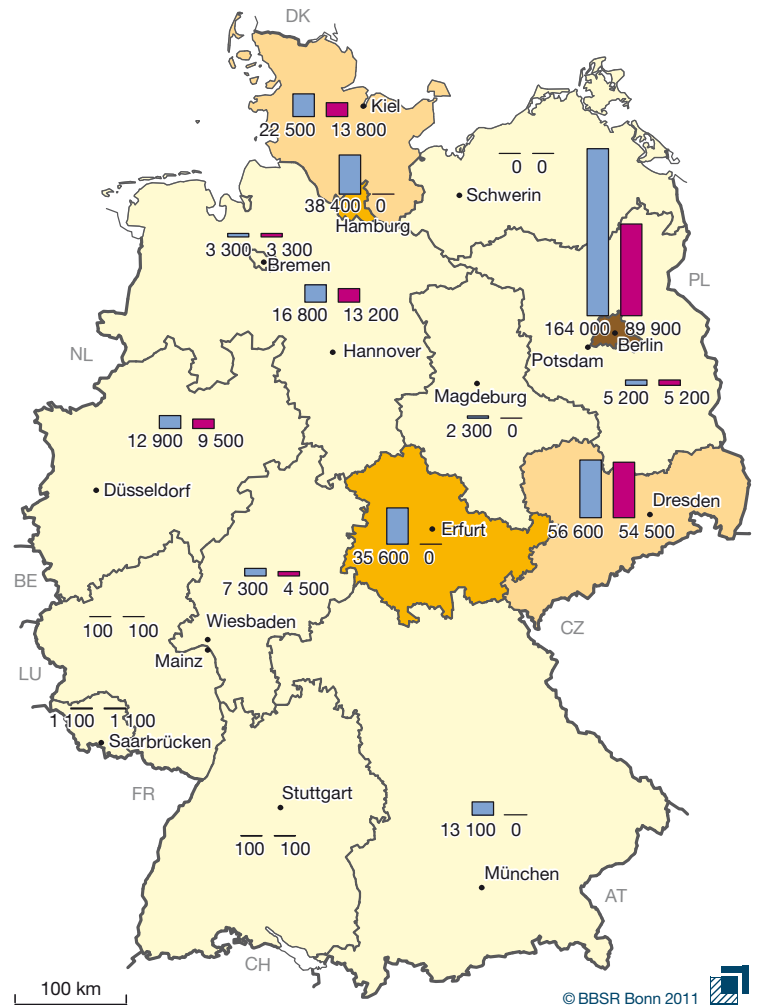 DK
Kiel
22 500 13 800
0 0
Schwerin
38 400 0
Hamburg
3 300 3 300
Bremen
PL
16 800 13 200
164 000 89 900
Berlin
NL
Hannover
Potsdam
Magdeburg
5 200 5 200
2 300 0
12 900 9 500
Düsseldorf
Dresden
Erfurt
56 600 54 500
35 600 0
BE
7 300 4 500
Wiesbaden
100 100
CZ
Mainz
LU
1 100 1 100
Saarbrücken
FR
Stuttgart
13 100 0
100 100
München
AT
CH
100 km
© BBSR Bonn 2011